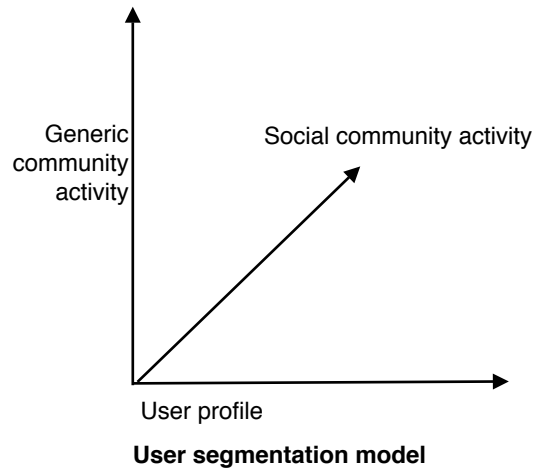 Generic
community
activity
Social community activity
User profile
User segmentation model